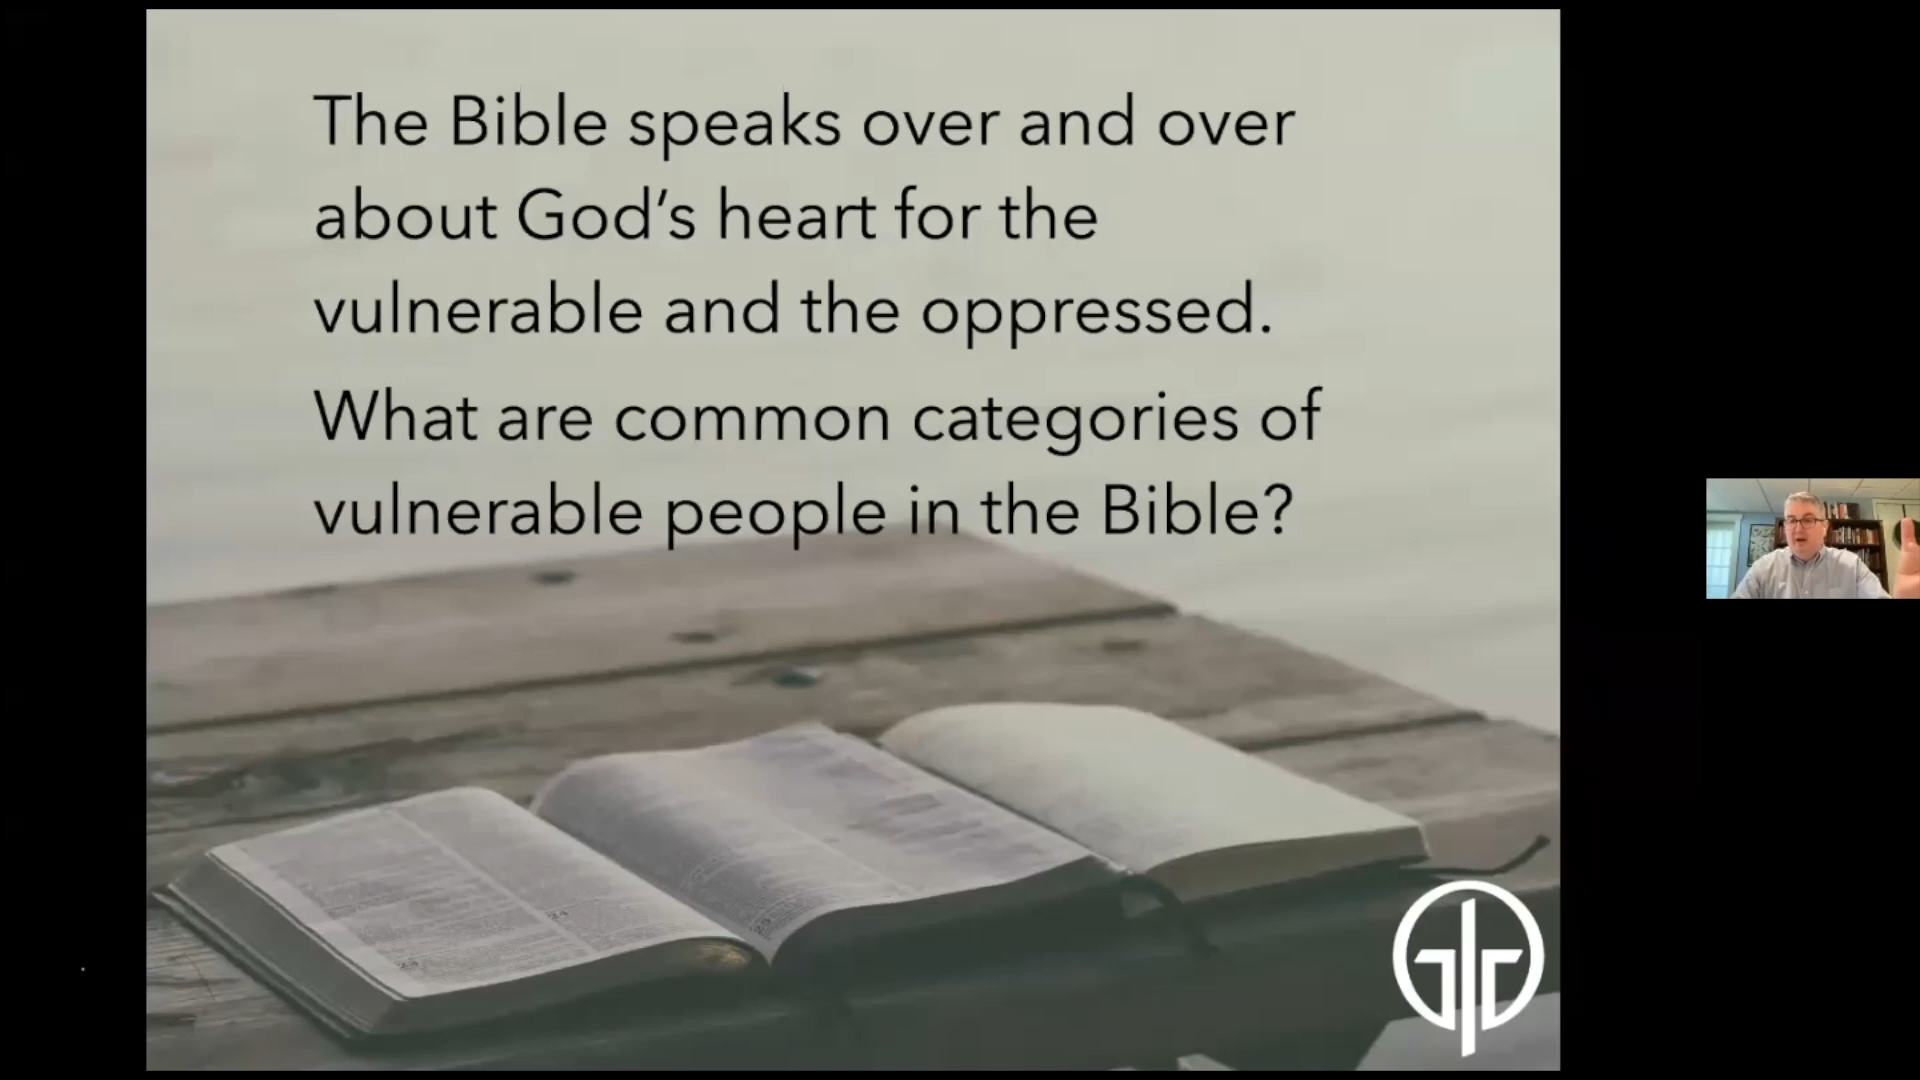 The Bible speaks over and over
about God’s heart for the
vulnerable and the oppressed.
What are common categories of
vulnerable people in the Bible?